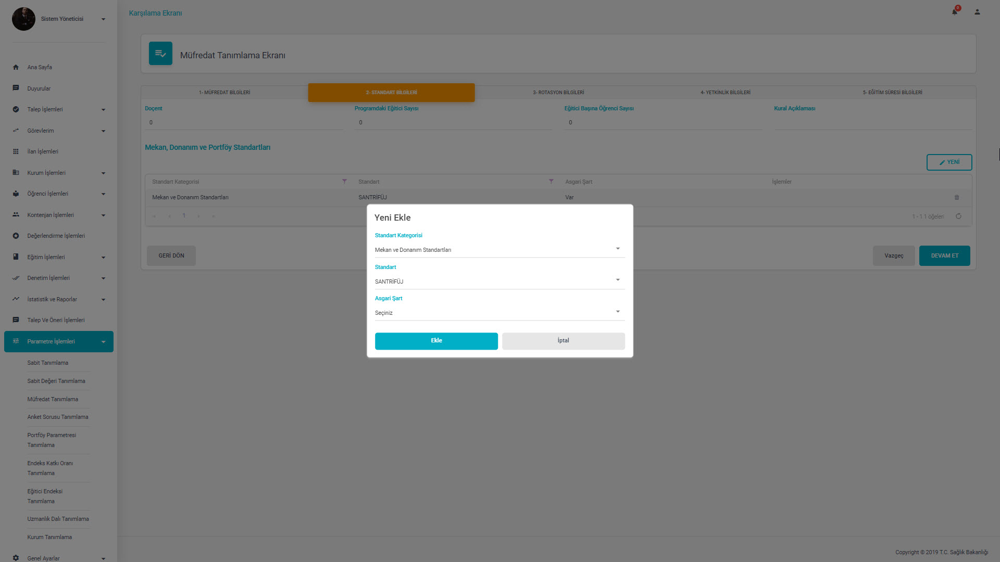 Sistem Yöneticisi
Karşılama Ekranı
0
Müfredat Tanımlama Ekranı
Ana Sayfa
Duyurular
Talep İşlemleri
Görevlerim
İlan İşlemleri
Kurum İşlemleri
Öğrenci İşlemleri
Kontenjan İşlemleri
Değerlendirme İşlemleri
Eğitim İşlemleri
Denetim İşlemleri
İstatistik ve Raporlar
Talep Ve Öneri İşlemleri
Parametre İşlemleri
Sabit Tanımlama
Sabit Değeri Tanımlama
Müfredat Tanımlama
Anket Sorusu Tanımlama
Portföy Parametresi
Tanımlama
Endeks Katkı Oranı
Tanımlama
Eğitici Endeksi
Tanımlama
Uzmanlık Dalı Tanımlama
Kurum Tanımlama
Genel Ayarlar
1- MÜFREDAT BİLGİLERİ 2- STANDART BİLGİLERİ 3- ROTASYON BİLGİLERİ 4- YETKİNLİK BİLGİLERİ 5- EĞİTİM SÜRESİ BİLGİLERİ
Doçent Programdaki Eğitici Sayısı Eğitici Başına Öğrenci Sayısı Kural Açıklaması
0 0 0
Mekan, Donanım ve Portföy Standartları
YENİ
Standart Kategorisi Standart Asgari Şart İşlemler
Mekan ve Donanım Standartları SANTRİFÜJ Var
1 1 - 1 1 öğeleri
GERİ DÖN Vazgeç DEVAM ET
Yeni Ekle
Standart Kategorisi
Mekan ve Donanım Standartları
Standart
SANTRİFÜJ
Asgari Şart
Seçiniz
Ekle İptal
Copyright © 2019 T.C. Sağlık Bakanlığı